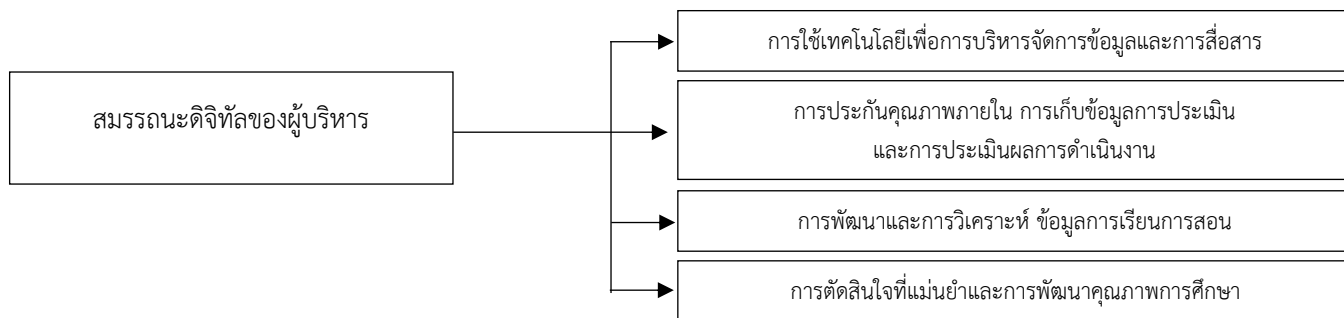 สมรรถนะดิจิทัลของผู้บริหาร
การใช้เทคโนโลยีเพื่อการบริหารจัดการข้อมูลและการสื่อสาร
การประกันคุณภาพภายใน การเก็บข้อมูลการประเมิน
และการประเมินผลการดำเนินงาน
การพัฒนาและการวิเคราะห์ ข้อมูลการเรียนการสอน
การตัดสินใจที่แม่นยำและการพัฒนาคุณภาพการศึกษา